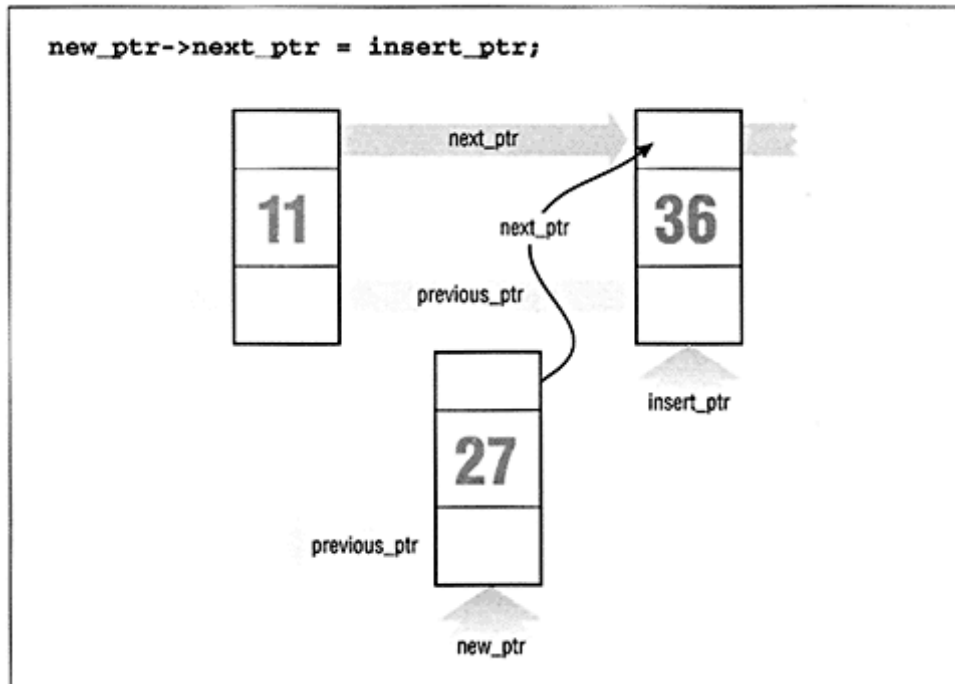 new_ptr->next_ptr = insert_ptr;
next_ptr
11
36
next_ptr
previous_ptr
insert_ptr
27
previous_ptr
new_ptr